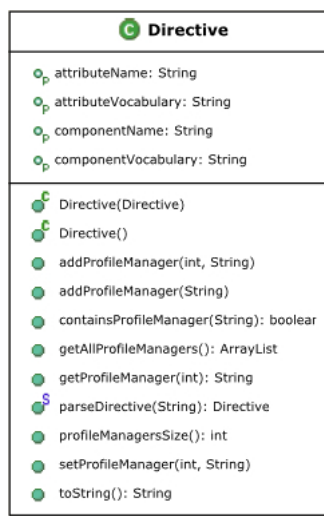 C Directive
p attributeName: String
p attributeVocabulary: String
p componentName: String
p componentVocabulary: String
C Directive(Directive)
C Directive()
addProfileManager(int, String)
addProfileManager(String)
containsProfileManager(String): boolear
getAllProfileManagers(): ArrayList
getProfileManager(int): String
S parseDirective(String): Directive
profileManagersSize(): int
setProfileManager(int, String)
toString(): String